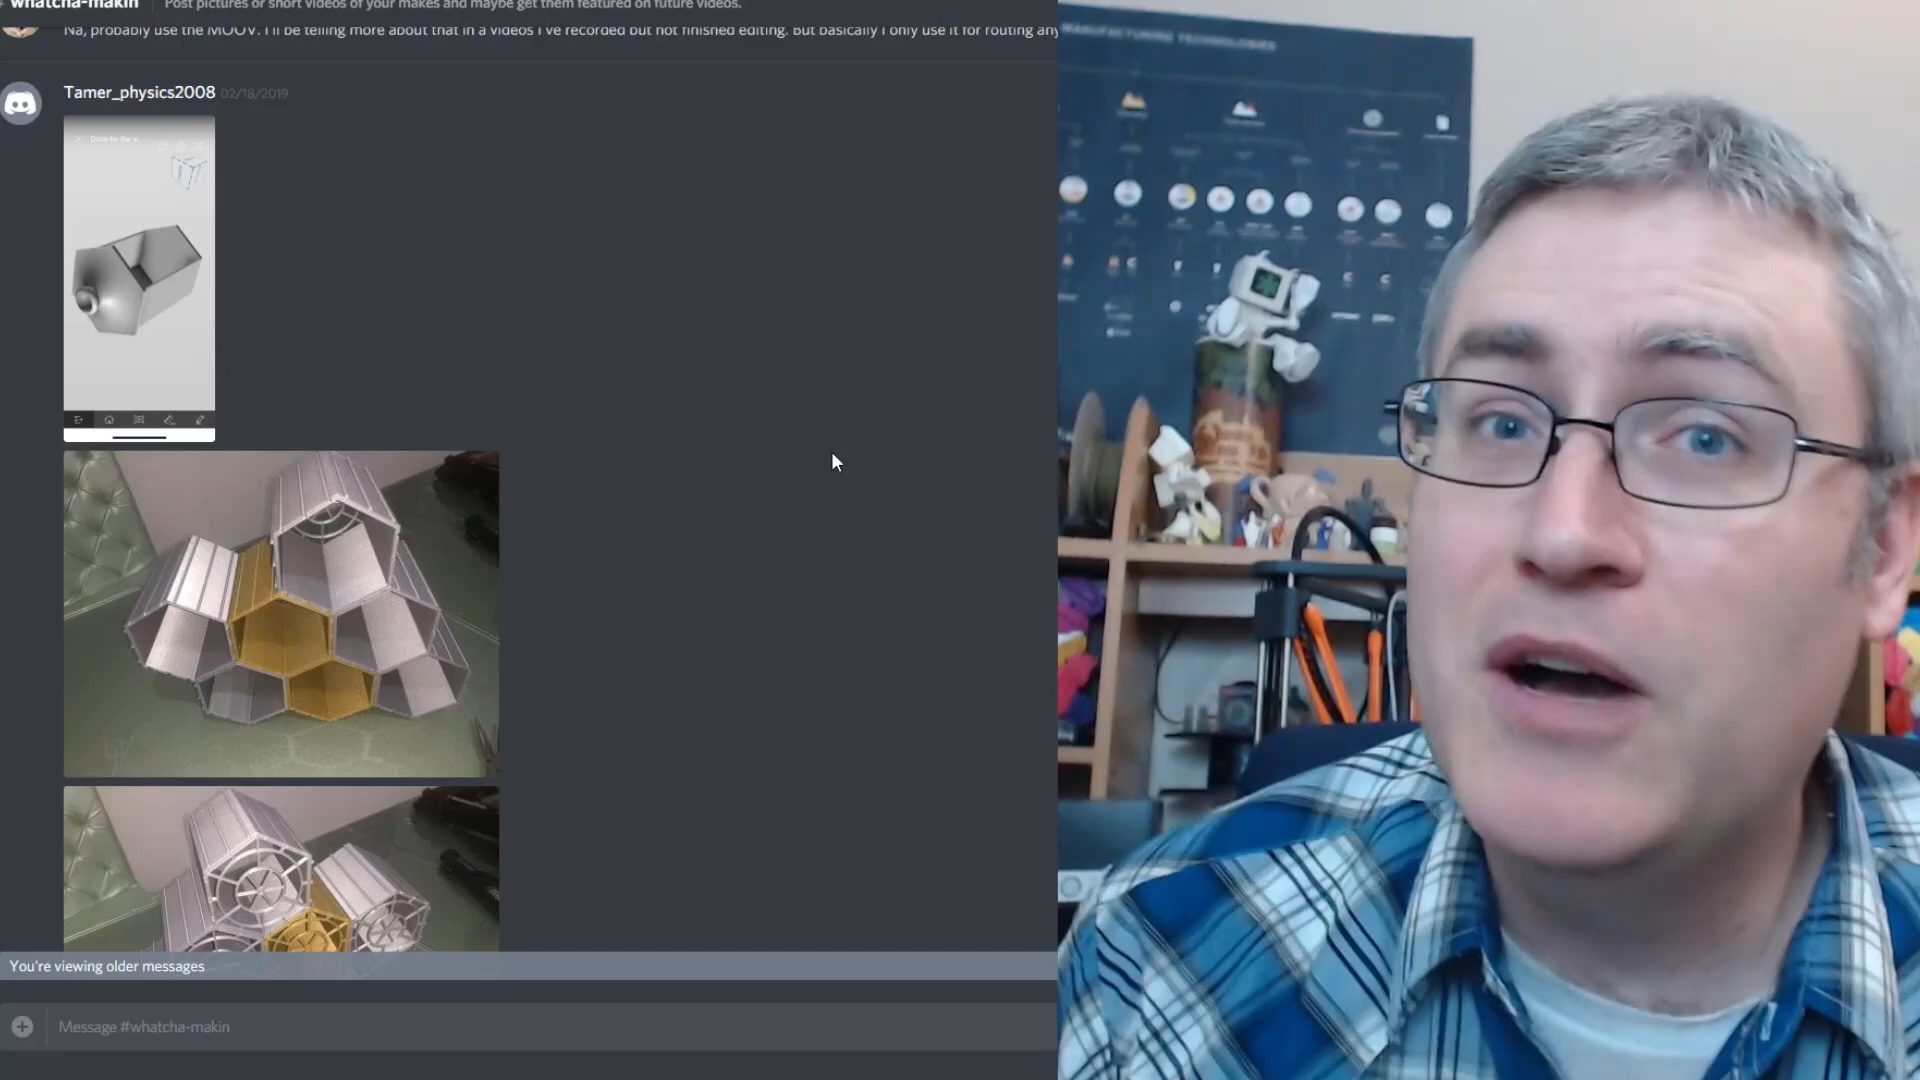 whatcha-makin Post pictures or short videos of your makes and maybe get them featured on future videos.
Na, probably use the MOOV. I'll be telling more about that in a videos I've recorded but not finished editing. But basically I only use it for routing any
MANUFACTURING TECHNOLOGIES
Tamer_physics2008 02/18/2019
You're viewing older messages
Message #whatcha-makin